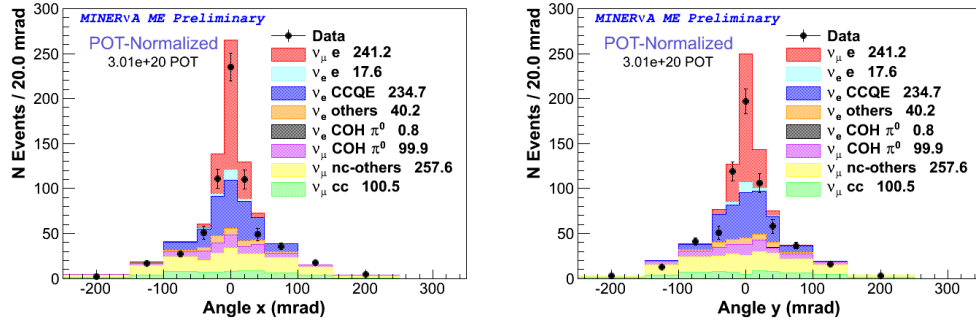 MINERνA ME Preliminary
POT-Normalized
3.01e+20 POT
Data
νμ e 241.2
νe e 17.6
νe CCQE 234.7
νe others 40.2
νe COH π⁰ 0.8
νμ COH π⁰ 99.9
νμ nc-others 257.6
νμ cc 100.5
N Events / 20.0 mrad
300
250
200
150
100
50
0
-200 -100 0 100 200 300
Angle x (mrad)
MINERνA ME Preliminary
POT-Normalized
3.01e+20 POT
Data
νμ e 241.2
νe e 17.6
νe CCQE 234.7
νe others 40.2
νe COH π⁰ 0.8
νμ COH π⁰ 99.9
νμ nc-others 257.6
νμ cc 100.5
N Events / 20.0 mrad
300
250
200
150
100
50
0
-200 -100 0 100 200 300
Angle y (mrad)